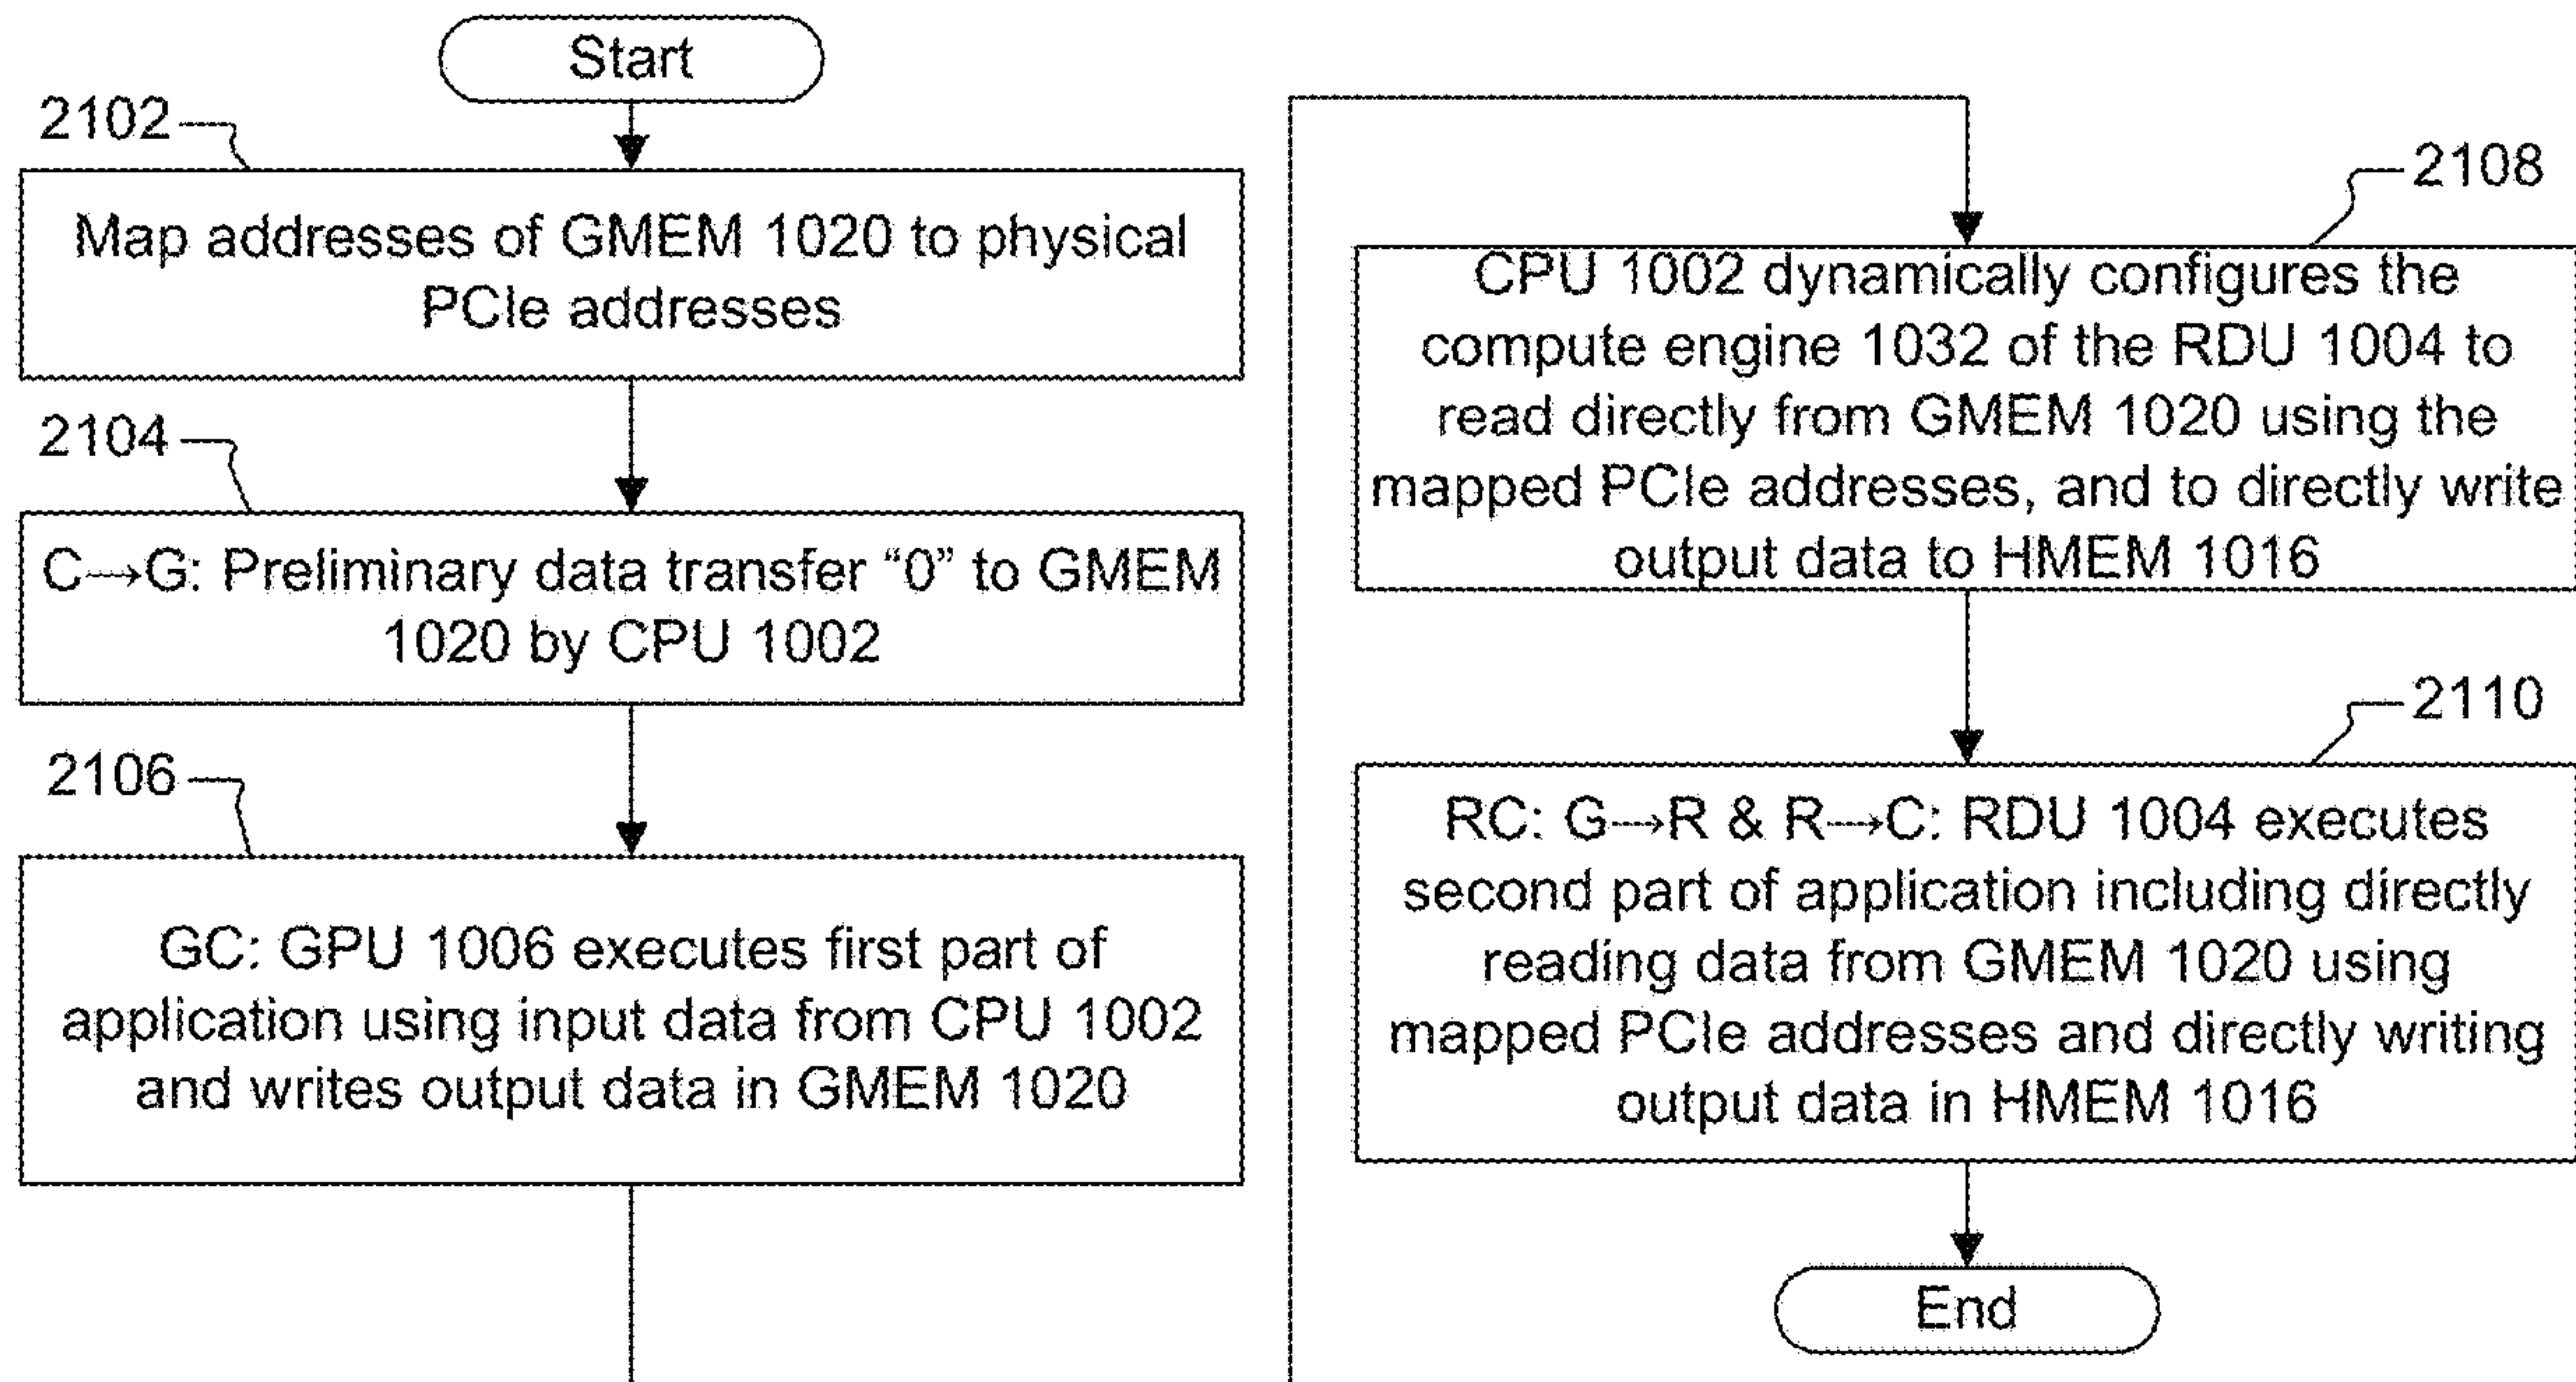 Start
2102
Map addresses of GMEM 1020 to physical
PCIe addresses
2104
C→G: Preliminary data transfer “0” to GMEM
1020 by CPU 1002
2106
GC: GPU 1006 executes first part of
application using input data from CPU 1002
and writes output data in GMEM 1020
2108
CPU 1002 dynamically configures the
compute engine 1032 of the RDU 1004 to
read directly from GMEM 1020 using the
mapped PCIe addresses, and to directly write
output data to HMEM 1016
2110
RC: G→R & R→C: RDU 1004 executes
second part of application including directly
reading data from GMEM 1020 using
mapped PCIe addresses and directly writing
output data in HMEM 1016
End